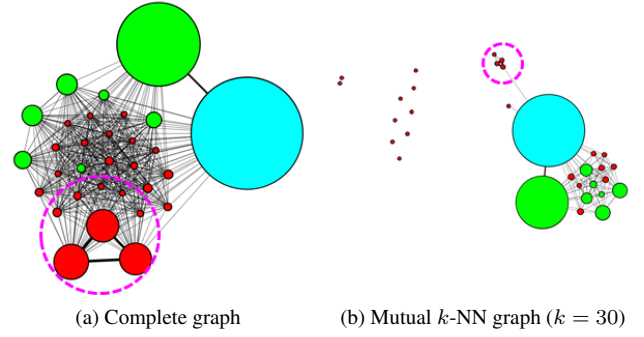 (a) Complete graph
(b) Mutual k-NN graph (k = 30)